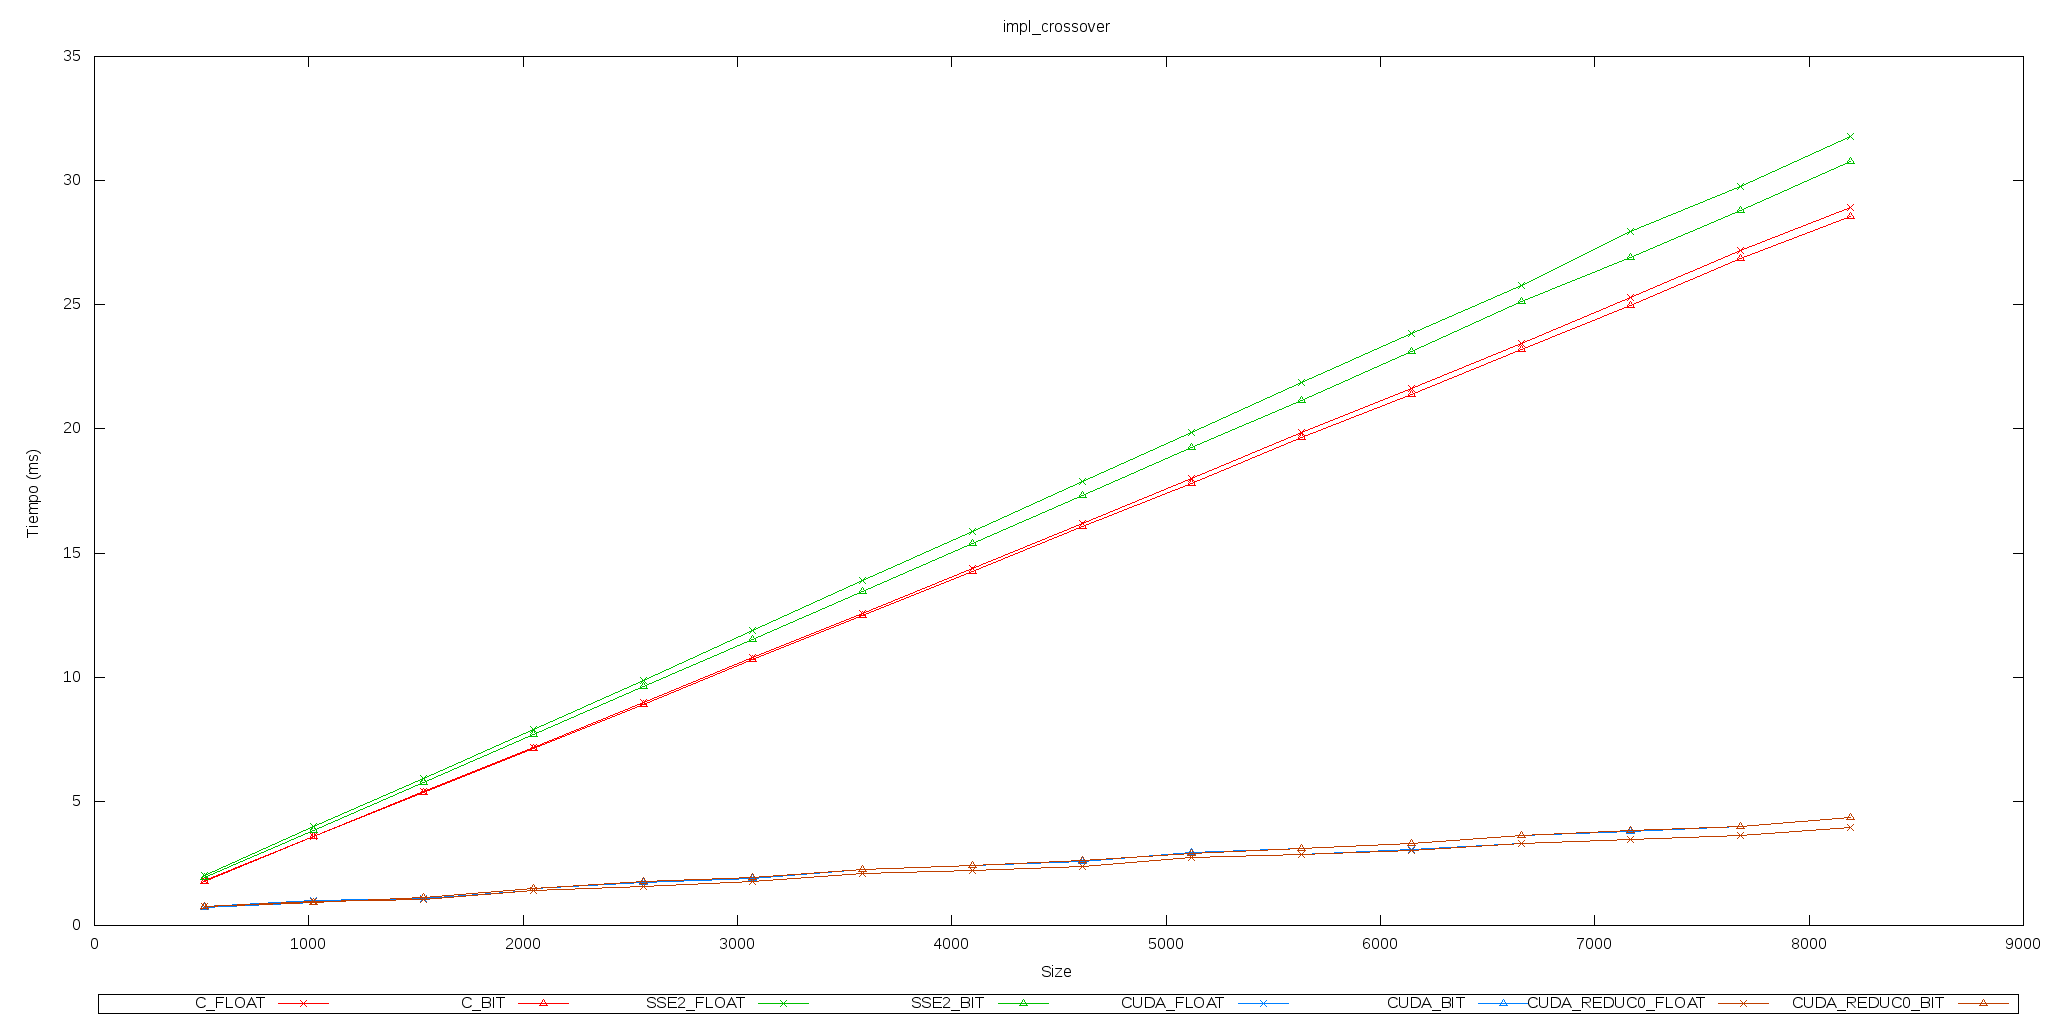 impl_crossover
35
30
25
20
15
10
5
0
Tiempo (ms)
0 1000 2000 3000 4000 5000 6000 7000 8000 9000
Size
C_FLOAT C_BIT SSE2_FLOAT SSE2_BIT CUDA_FLOAT CUDA_BIT CUDA_REDUC0_FLOAT CUDA_REDUC0_BIT